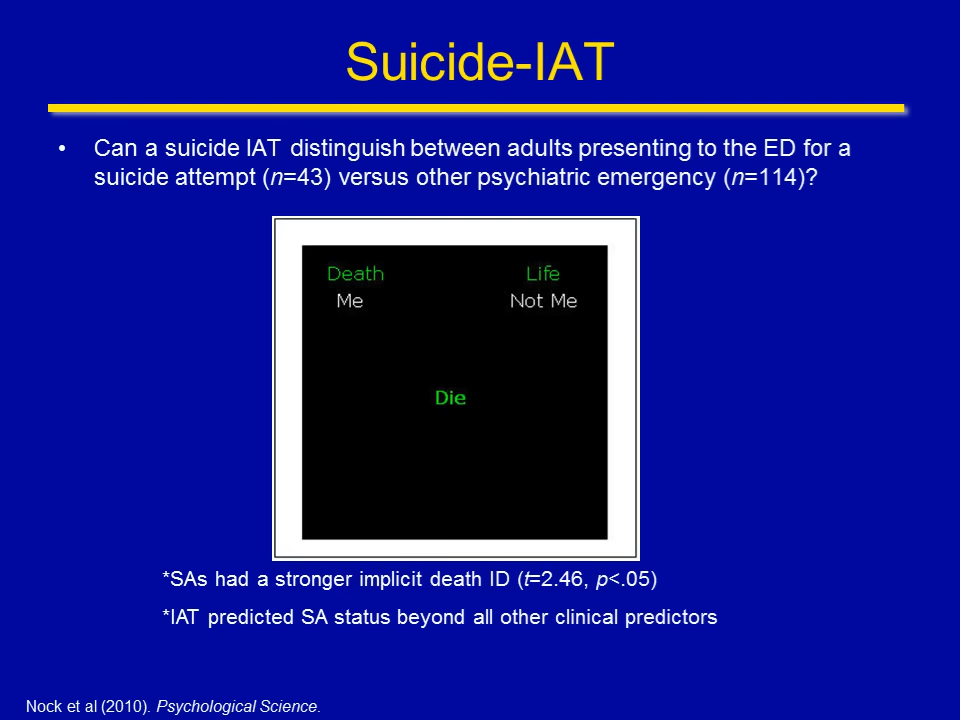 Suicide-IAT
• Can a suicide IAT distinguish between adults presenting to the ED for a
suicide attempt (n=43) versus other psychiatric emergency (n=114)?
Death Life
Me Not Me
Die
*SAs had a stronger implicit death ID (t=2.46, p<.05)
*IAT predicted SA status beyond all other clinical predictors
Nock et al (2010). Psychological Science.